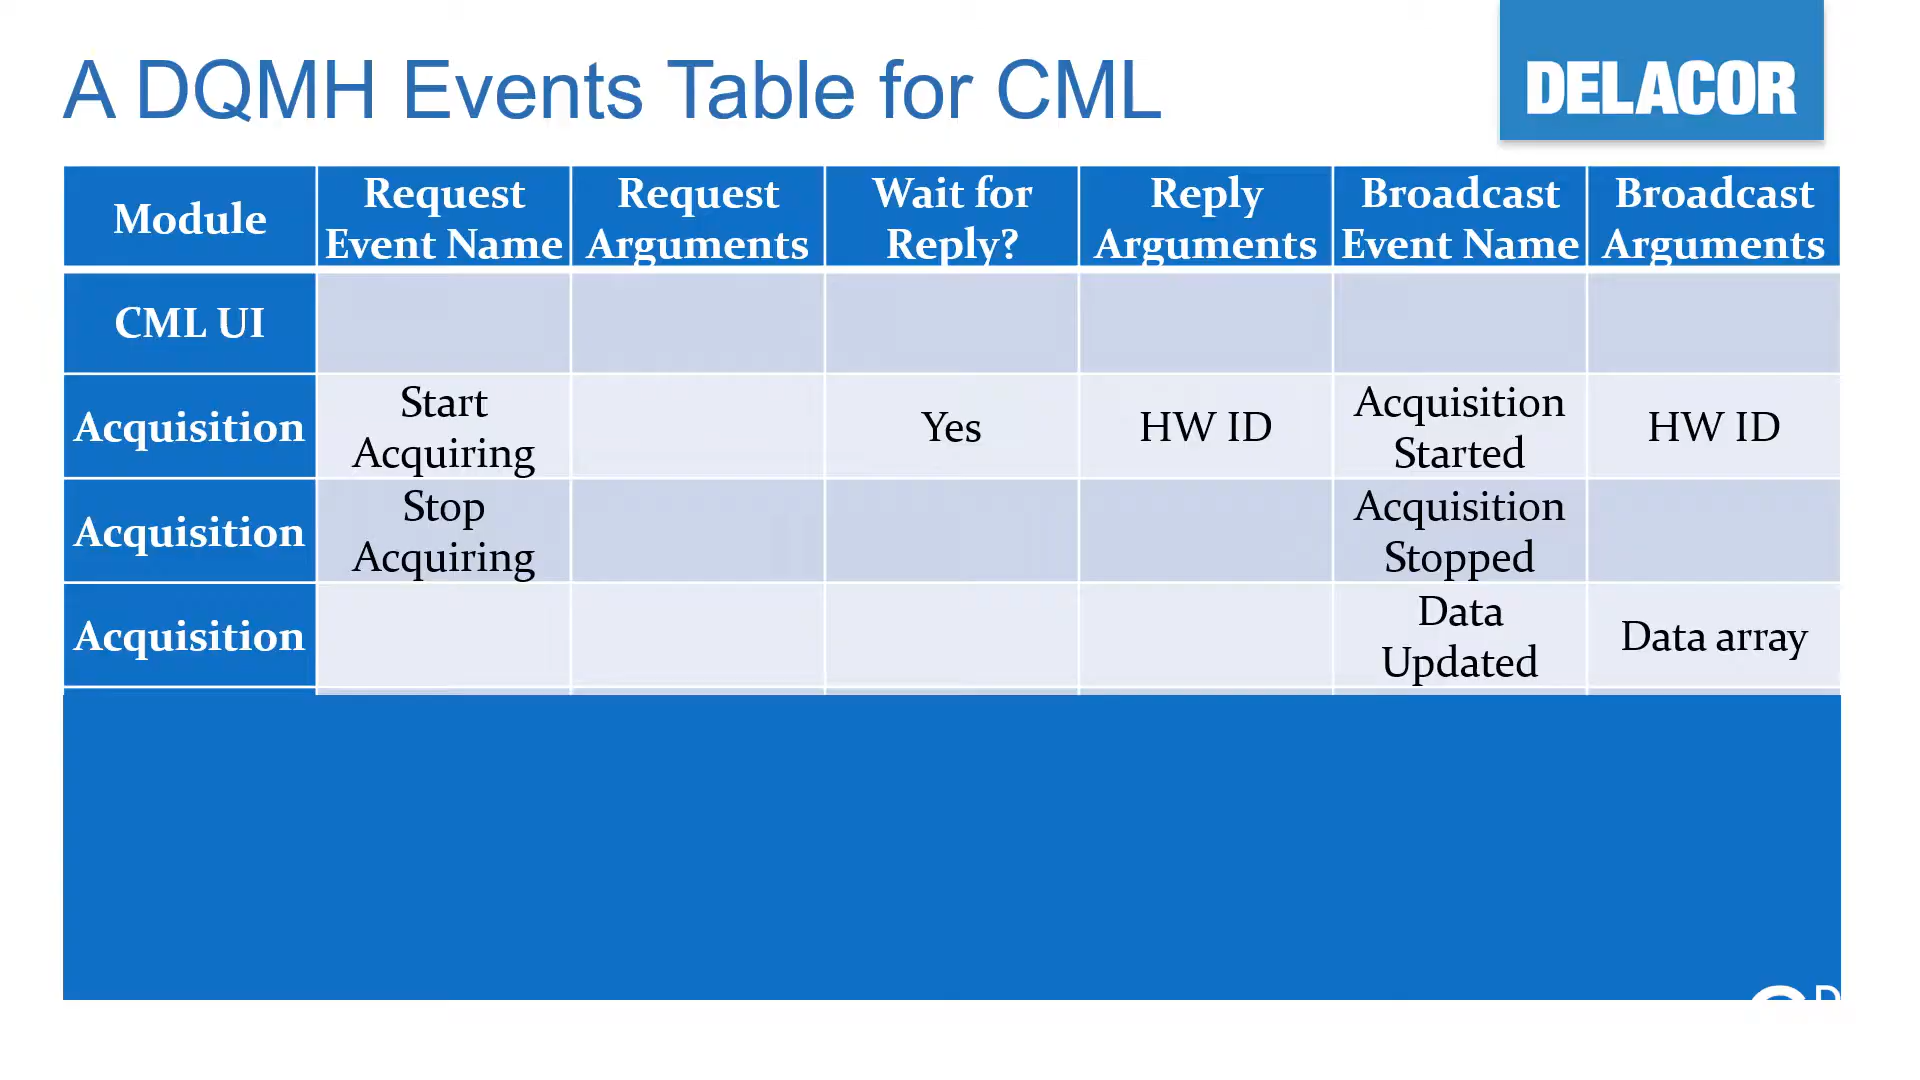 A DQMH Events Table for CML
DELACOR
Module
Request
Event Name
Request
Arguments
Wait for
Reply?
Reply
Arguments
Broadcast
Event Name
Broadcast
Arguments
CML UI
Acquisition
Start
Acquiring
Yes
HW ID
Acquisition
Started
HW ID
Acquisition
Stop
Acquiring
Acquisition
Stopped
Acquisition
Data
Updated
Data array